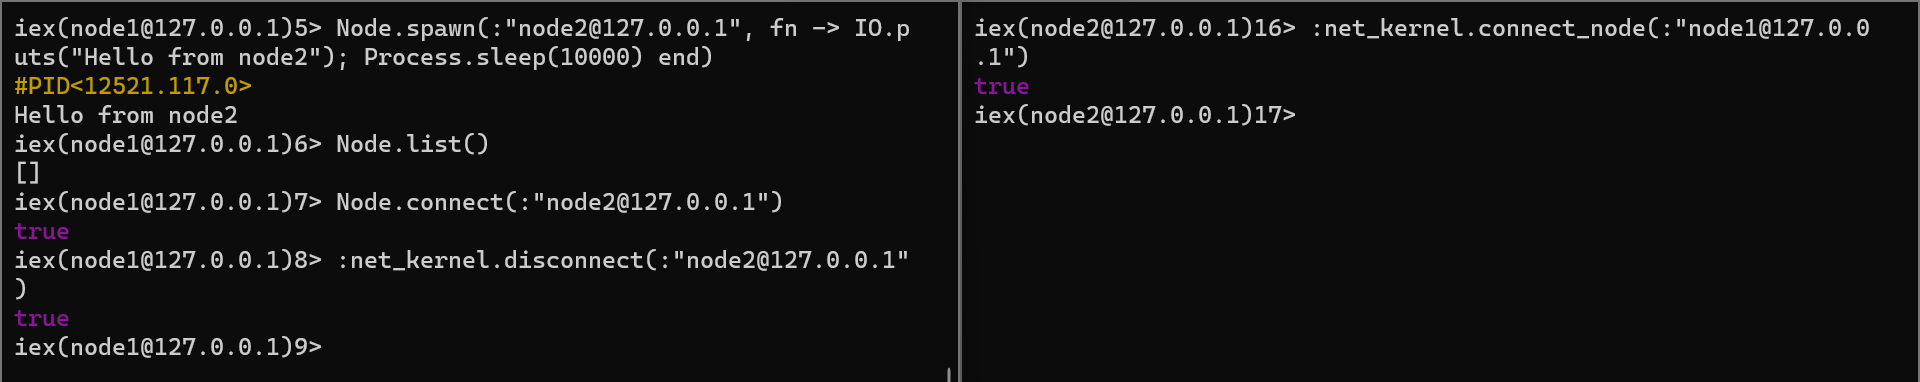 iex(node1@127.0.0.1)5> Node.spawn(:"node2@127.0.0.1", fn -> IO.p
uts("Hello from node2"); Process.sleep(10000) end)
#PID<12521.117.0>
Hello from node2
iex(node1@127.0.0.1)6> Node.list()
[]
iex(node1@127.0.0.1)7> Node.connect(:"node2@127.0.0.1")
true
iex(node1@127.0.0.1)8> :net_kernel.disconnect(:"node2@127.0.0.1"
)
true
iex(node1@127.0.0.1)9>
iex(node2@127.0.0.1)16> :net_kernel.connect_node(:"node1@127.0.0
.1")
true
iex(node2@127.0.0.1)17>